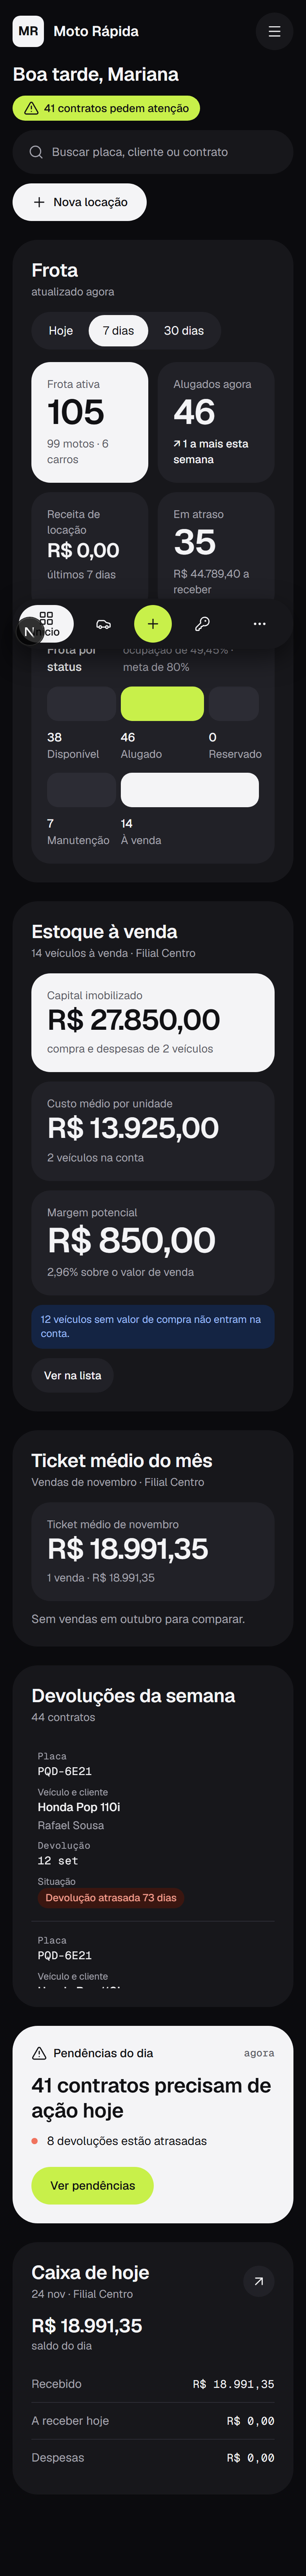 MR Moto Rápida
Boa tarde, Mariana
41 contratos pedem atenção
Buscar placa, cliente ou contrato
Nova locação
Frota
atualizado agora
Hoje 7 dias 30 dias
Frota ativa
105
99 motos · 6
carros
Alugados agora
46
1 a mais esta
semana
Receita de
locação
R$ 0,00
últimos 7 dias
Em atraso
35
R$ 44.789,40 a
receber
N
Início
Frota por
status
ocupação de 49,45% ·
meta de 80%
38
Disponível
46
Alugado
0
Reservado
7
Manutenção
14
À venda
Estoque à venda
14 veículos à venda · Filial Centro
Capital imobilizado
R$ 27.850,00
compra e despesas de 2 veículos
Custo médio por unidade
R$ 13.925,00
2 veículos na conta
Margem potencial
R$ 850,00
2,96% sobre o valor de venda
12 veículos sem valor de compra não entram na
conta.
Ver na lista
Ticket médio do mês
Vendas de novembro · Filial Centro
Ticket médio de novembro
R$ 18.991,35
1 venda · R$ 18.991,35
Sem vendas em outubro para comparar.
Devoluções da semana
44 contratos
Placa
PQD-6E21
Veículo e cliente
Honda Pop 110i
Rafael Sousa
Devolução
12 set
Situação
Devolução atrasada 73 dias
Placa
PQD-6E21
Veículo e cliente
Pendências do dia
agora
41 contratos precisam de
ação hoje
8 devoluções estão atrasadas
Ver pendências
Caixa de hoje
24 nov · Filial Centro
R$ 18.991,35
saldo do dia
Recebido R$ 18.991,35
A receber hoje R$ 0,00
Despesas R$ 0,00